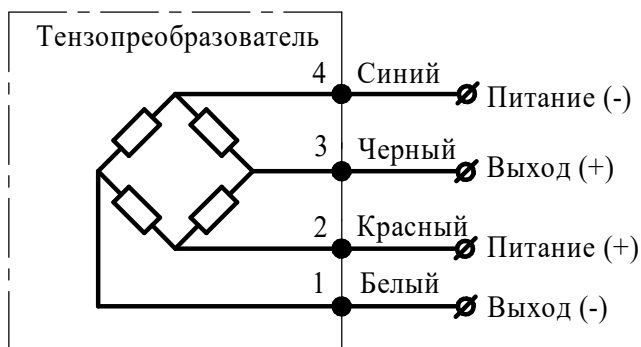 Тензопреобразователь
4 Синий Питание (-)
3 Черный Выход (+)
2 Красный Питание (+)
1 Белый Выход (-)